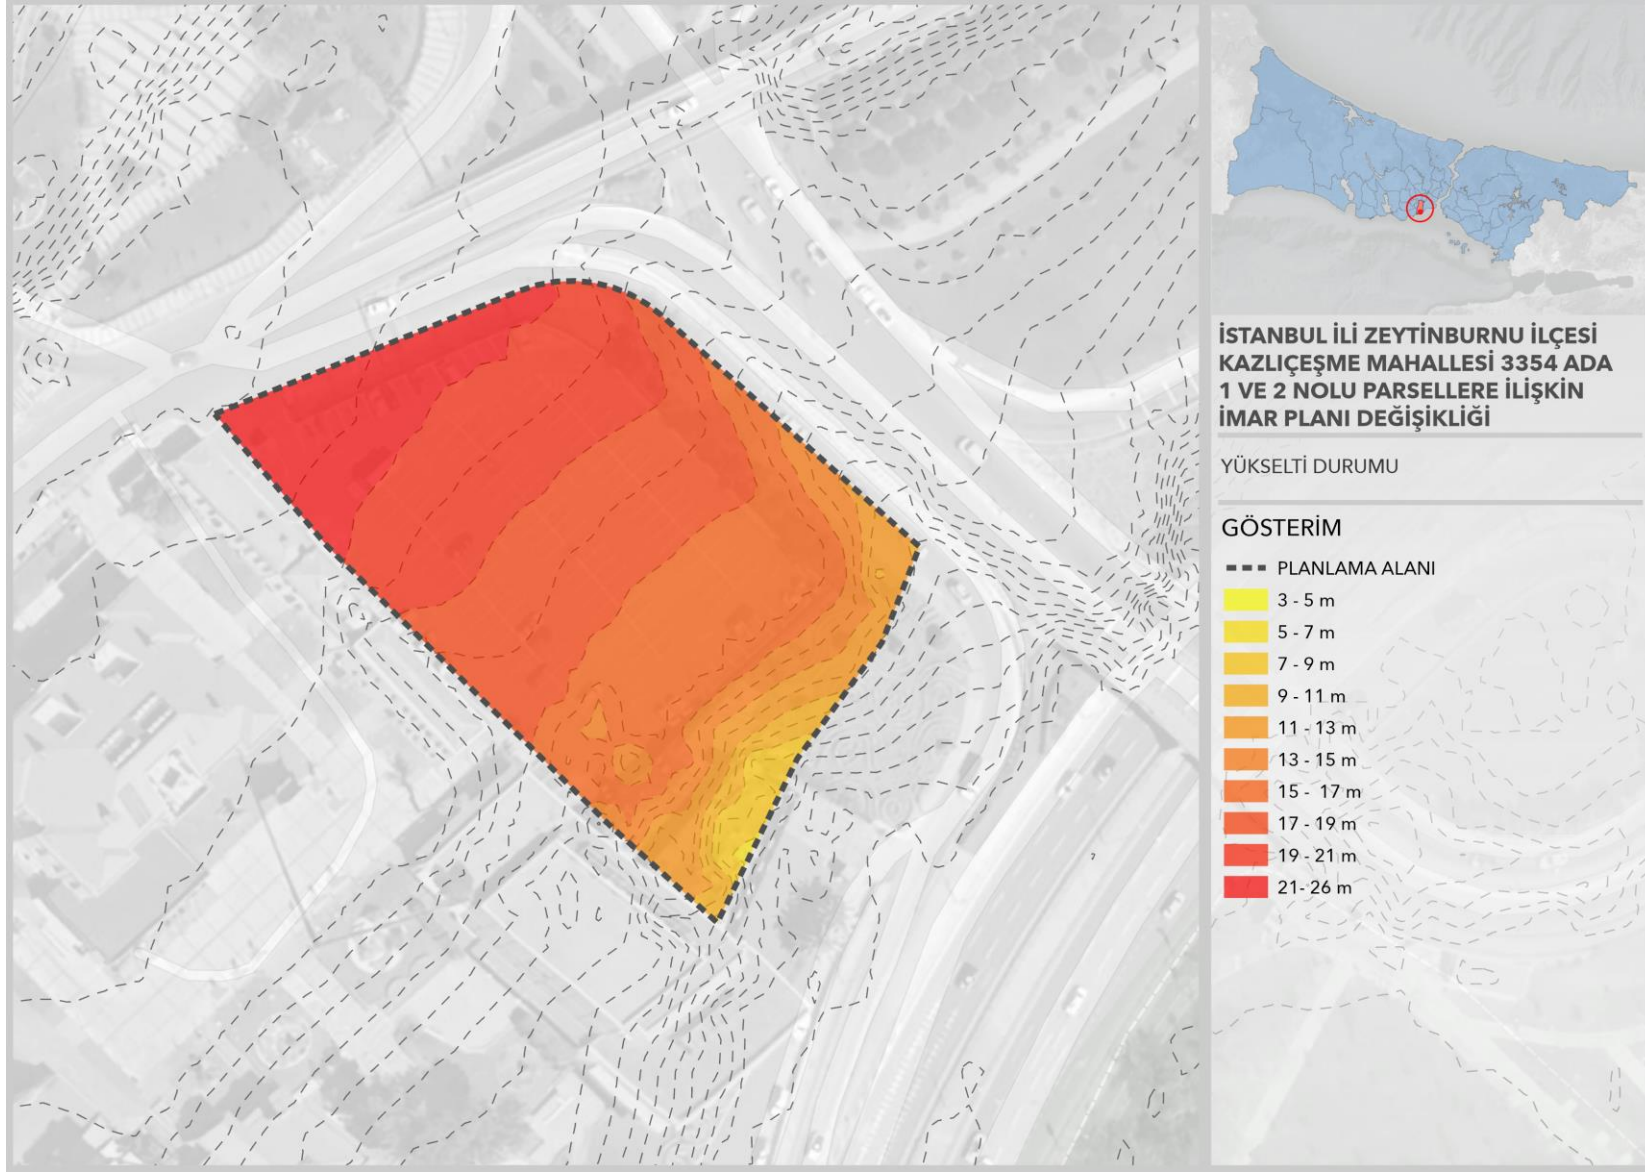 İSTANBUL İLİ ZEYTİNBURNU İLÇESİ
KAZLIÇEŞME MAHALLESİ 3354 ADA
1 VE 2 NOLU PARSELLERE İLİŞKİN
İMAR PLANI DEĞİŞİKLİĞİ
YÜKSELTİ DURUMU
GÖSTERİM
PLANLAMA ALANI
3 - 5 m
5 - 7 m
7 - 9 m
9 - 11 m
11 - 13 m
13 - 15 m
15 - 17 m
17 - 19 m
19 - 21 m
21- 26 m